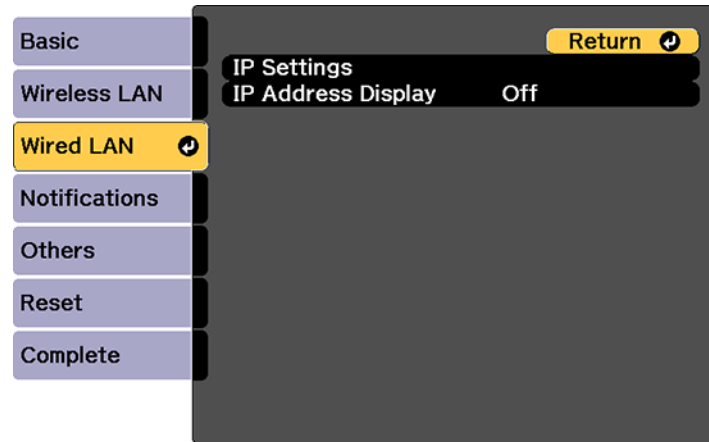 Basic
Wireless LAN
Wired LAN
Notifications
Others
Reset
Complete
Return
IP Settings
IP Address Display Off